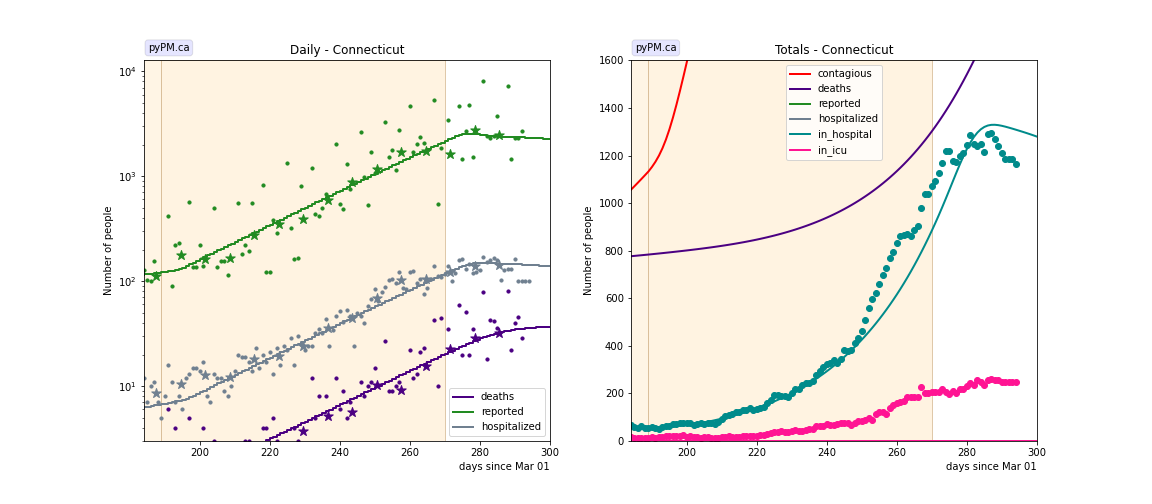 pyPM.ca
Daily - Connecticut
Number of people
10⁴
10³
10²
10¹
200
220
240
260
280
300
days since Mar 01
deaths
reported
hospitalized
pyPM.ca
Totals - Connecticut
Number of people
1600
1400
1200
1000
800
600
400
200
0
200
220
240
260
280
300
days since Mar 01
contagious
deaths
reported
hospitalized
in_hospital
in_icu